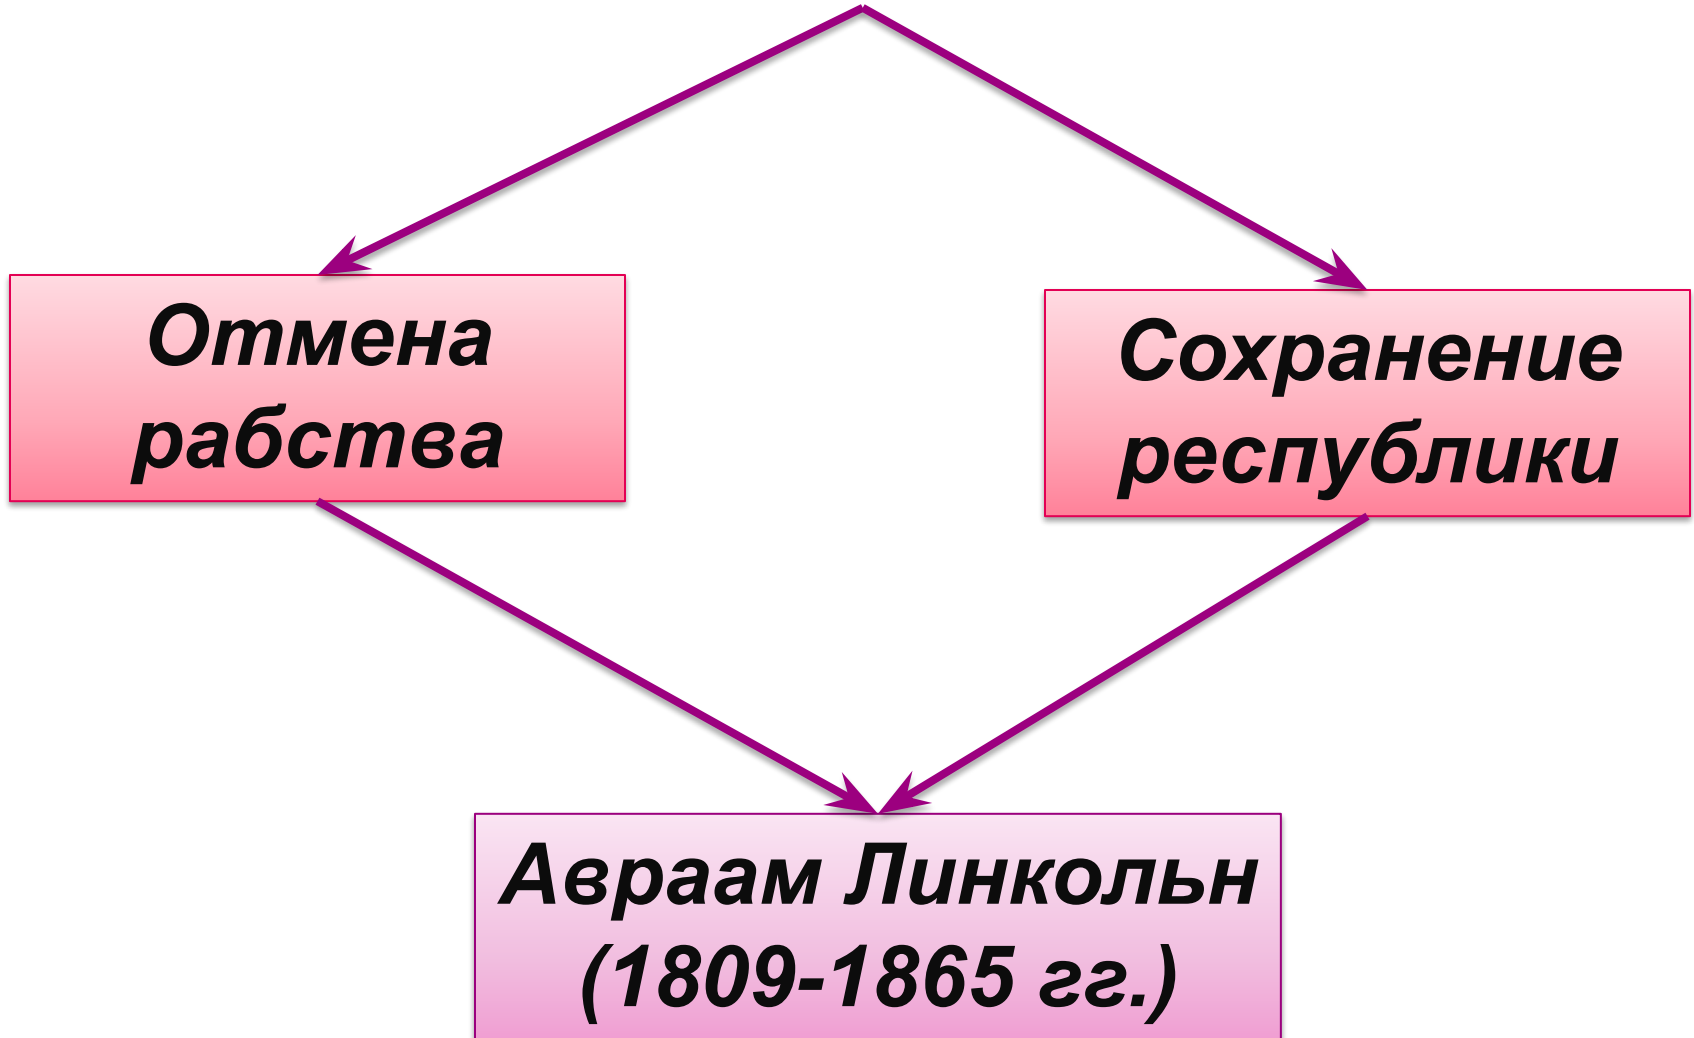 Отмена
рабства
Сохранение
республики
Авраам Линкольн
(1809-1865 гг.)